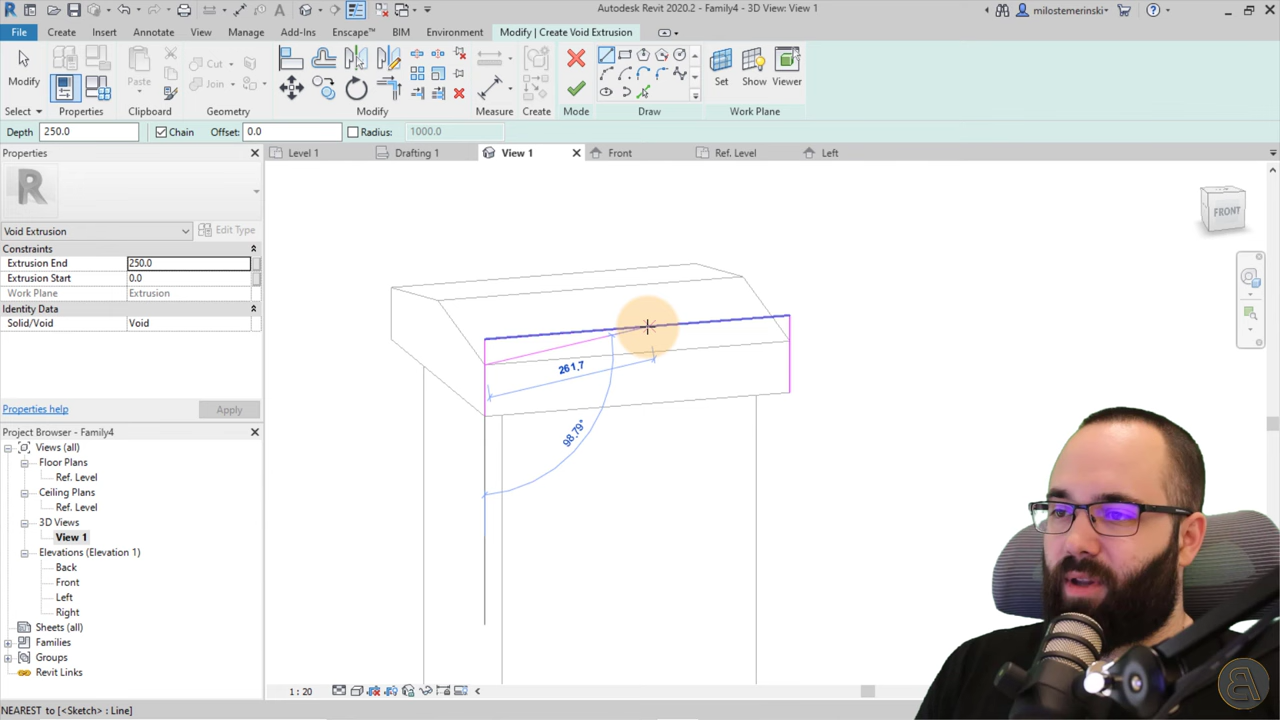 Autodesk Revit 2020.2 - Family4 - 3D View: View 1
milostemerinski
File Create Insert Annotate View Manage Add-Ins Enscape™ BIM Environment Modify | Create Void Extrusion
Modify
Paste
Cut
Join
Select Properties Clipboard Geometry Modify Measure Create Mode Draw Work Plane
Set Show Viewer
Depth 250.0 Chain Offset: 0.0 Radius: 1000.0
Properties
Level 1 Drafting 1 View 1 Front Ref. Level Left
R
Void Extrusion Edit Type
Constraints
Extrusion End 250.0
Extrusion Start 0.0
Work Plane Extrusion
Identity Data
Solid/Void Void
Properties help Apply
Project Browser - Family4
Views (all)
Floor Plans
Ref. Level
Ceiling Plans
Ref. Level
3D Views
View 1
Elevations (Elevation 1)
Back
Front
Left
Right
Sheets (all)
Families
Groups
Revit Links
FRONT
261.7
98.79°
1 : 20
NEAREST to [<Sketch> : Line]